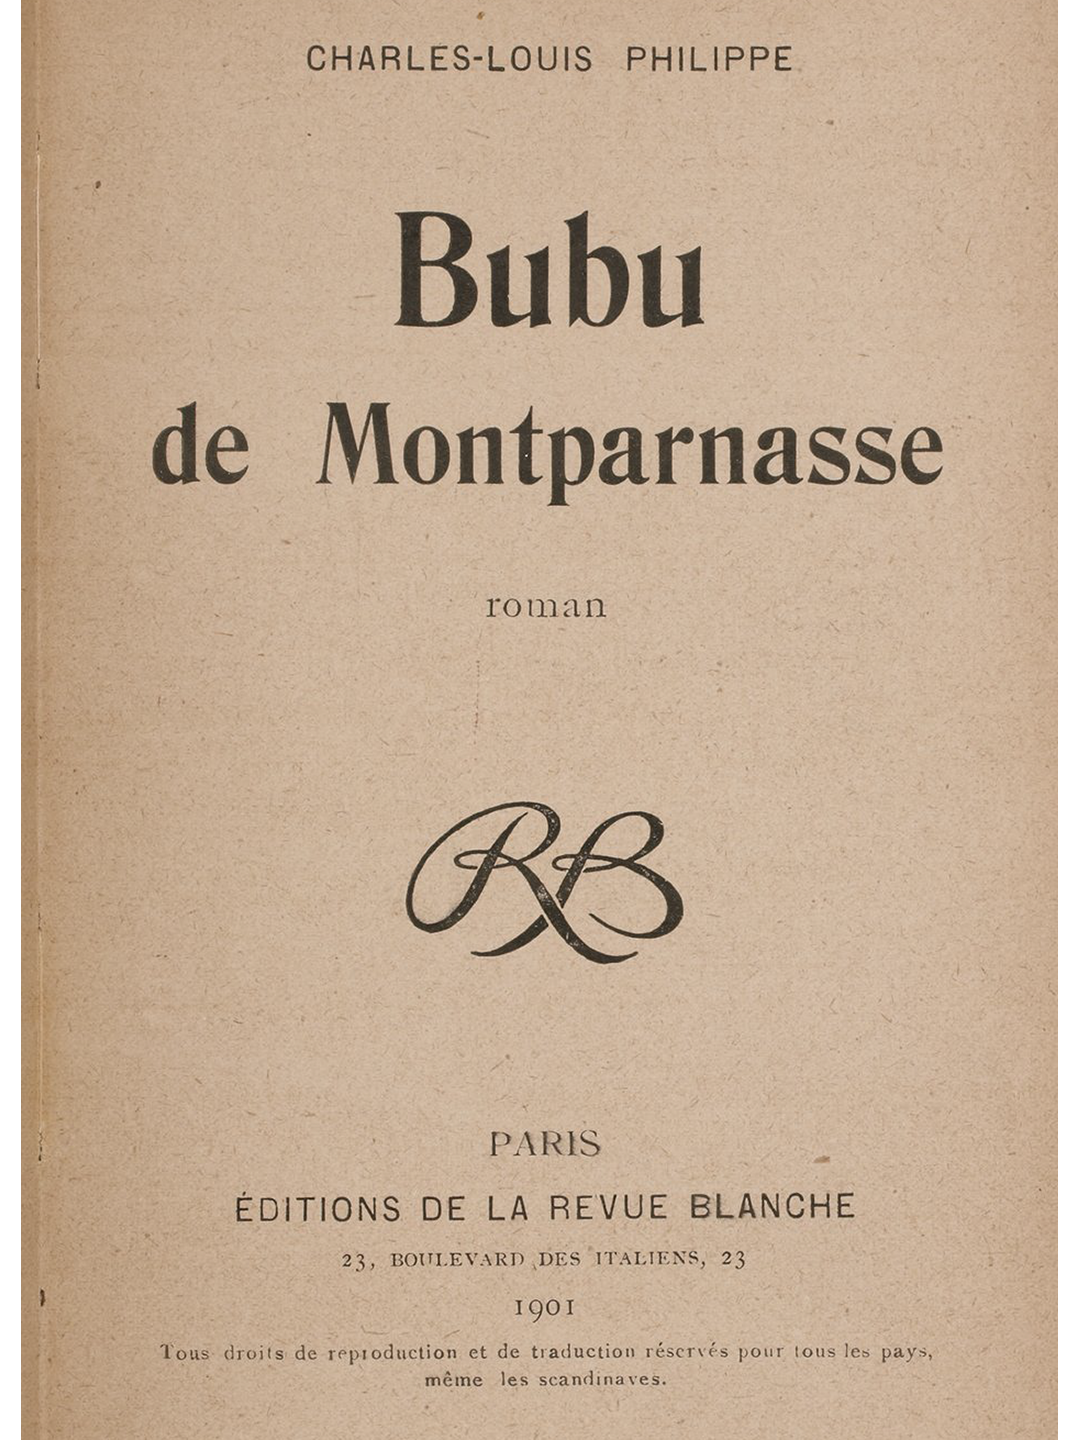 CHARLES-LOUIS PHILIPPE
Bubu
de Montparnasse
roman
RB
PARIS
ÉDITIONS DE LA REVUE BLANCHE
23, BOULEVARD DES ITALIENS, 23
1901
Tous droits de reproduction et de traduction réservés pour tous les pays,
même les scandinaves.